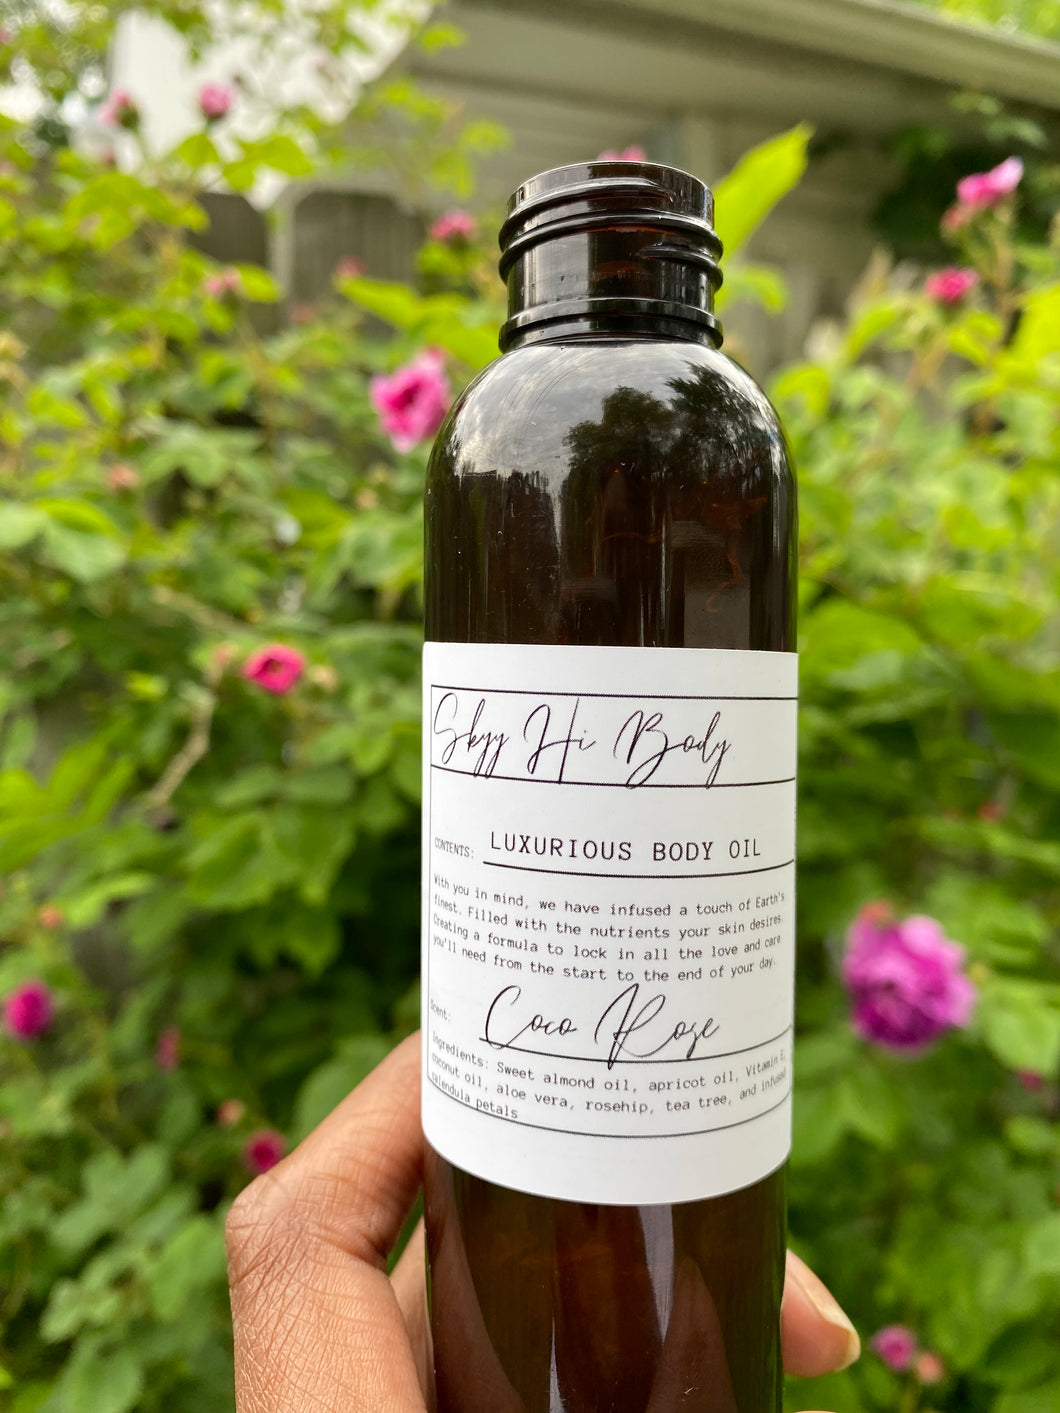 Skyy Hi Body
CONTENTS: LUXURIOUS BODY OIL
With you in mind, we have infused a touch of Earth's
finest. Filled with the nutrients your skin desires.
Creating a formula to lock in all the love and care
you'll need from the start to the end of your day.
Scent: Coco Rose
Ingredients: Sweet almond oil, apricot oil, Vitamin E,
coconut oil, aloe vera, rosehip, tea tree, and infused
calendula petals